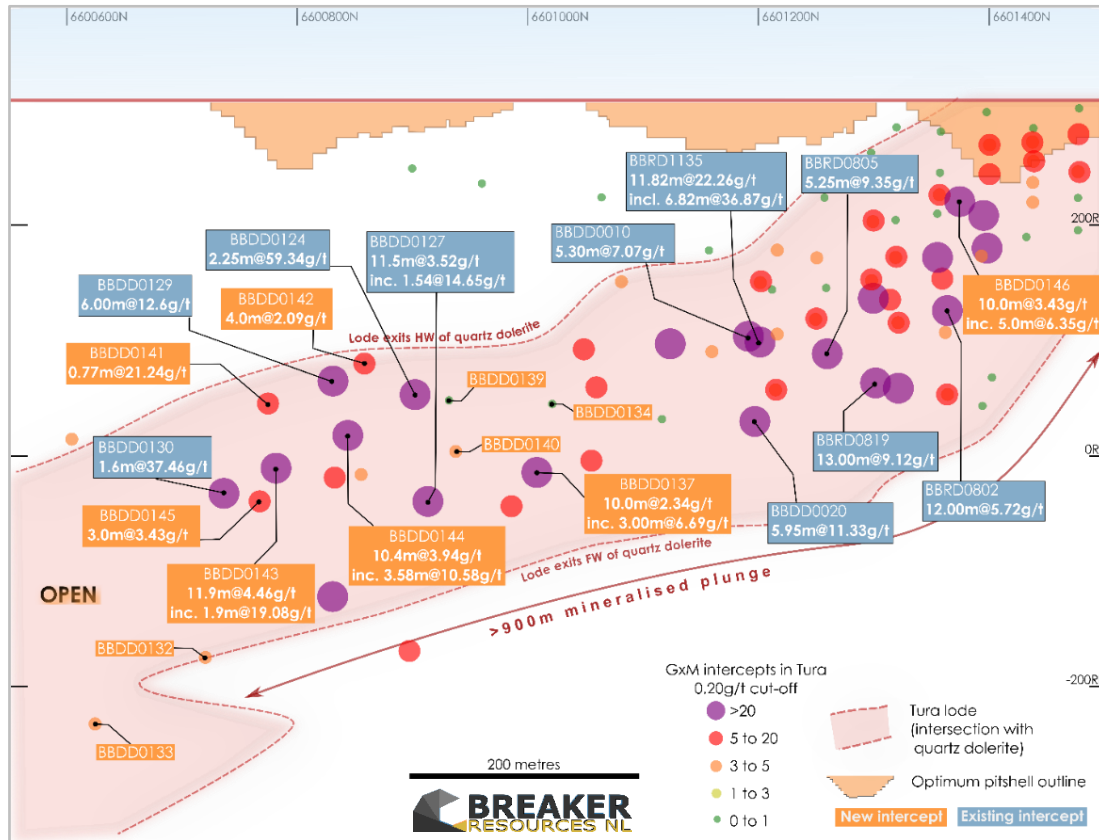 6600600N
6600800N
6601000N
6601200N
6601400N
BBRD1135
11.82m@22.26g/t
incl. 6.82m@36.87g/t
BBRD0805
5.25m@9.35g/t
BBDD0124
2.25m@59.34g/t
BBDD0127
11.5m@3.52g/t
inc. 1.54@14.65g/t
BBDD0010
5.30m@7.07g/t
200R
BBDD0129
6.00m@12.6g/t
BBDD0142
4.0m@2.09g/t
BBDD0146
10.0m@3.43g/t
inc. 5.0m@6.35g/t
Lode exits HW of quartz dolerite
BBDD0141
0.77m@21.24g/t
BBDD0139
BBDD0134
BBDD0140
BBDD0130
1.6m@37.46g/t
BBRD0819
13.00m@9.12g/t
0R
BBDD0137
10.0m@2.34g/t
inc. 3.00m@6.69g/t
BBRD0802
12.00m@5.72g/t
BBDD0020
5.95m@11.33g/t
BBDD0145
3.0m@3.43g/t
BBDD0144
10.4m@3.94g/t
inc. 3.58m@10.58g/t
Lode exits FW of quartz dolerite
BBDD0143
11.9m@4.46g/t
inc. 1.9m@19.08g/t
OPEN
>900m mineralised plunge
BBDD0132
-200R
BBDD0133
GxM intercepts in Tura
0.20g/t cut-off
>20
5 to 20
3 to 5
1 to 3
0 to 1
Tura lode
(intersection with
quartz dolerite)
Optimum pitshell outline
New intercept
Existing intercept
200 metres
BREAKER
RESOURCES NL